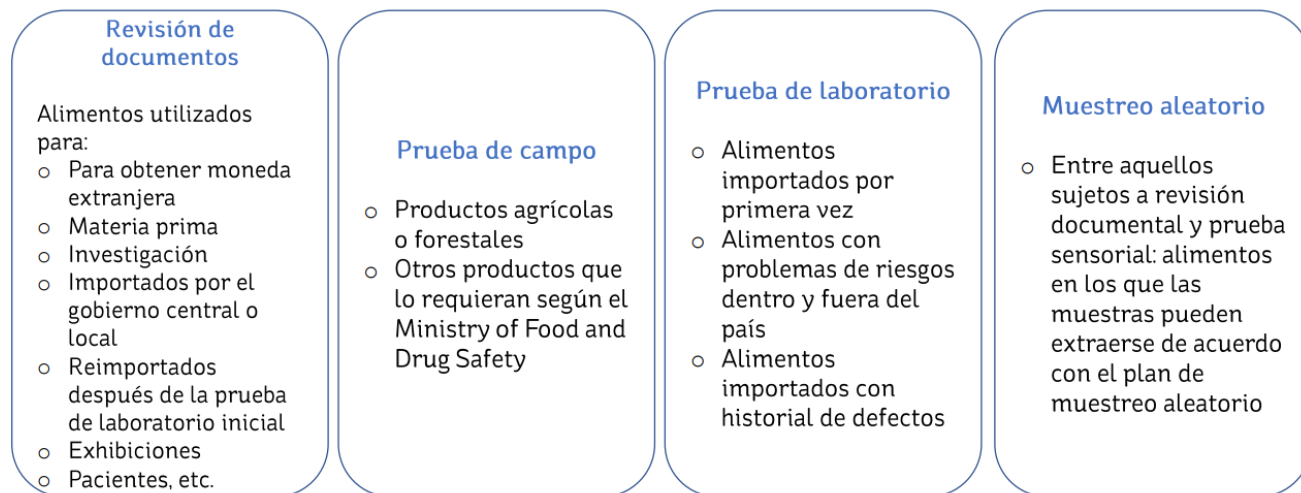 Revisión de
documentos
Alimentos utilizados
para:
o Para obtener moneda
extranjera
o Materia prima
o Investigación
o Importados por el
gobierno central o
local
o Reimportados
después de la prueba
de laboratorio inicial
o Exhibiciones
o Pacientes, etc.
Prueba de campo
o Productos agrícolas
o forestales
o Otros productos que
lo requieran según el
Ministry of Food and
Drug Safety
Prueba de laboratorio
o Alimentos
importados por
primera vez
o Alimentos con
problemas de riesgos
dentro y fuera del
país
o Alimentos
importados con
historial de defectos
Muestreo aleatorio
o Entre aquellos
sujetos a revisión
documental y prueba
sensorial: alimentos
en los que las
muestras pueden
extraerse de acuerdo
con el plan de
muestreo aleatorio